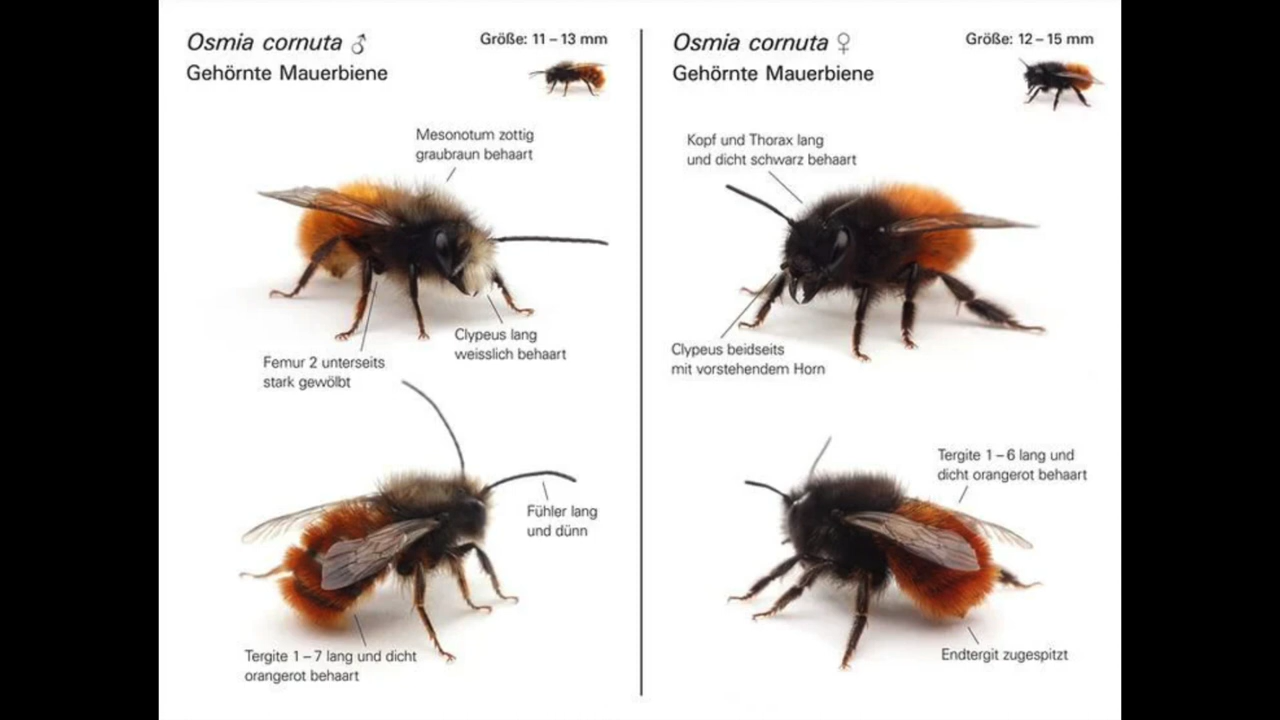 Osmia cornuta ♂
Größe: 11 – 13 mm
Gehörnte Mauerbiene
Mesonotum zottig
graubraun behaart
Clypeus lang
weisslich behaart
Femur 2 unterseits
stark gewölbt
Fühler lang
und dünn
Tergite 1 – 7 lang und dicht
orangerot behaart
Osmia cornuta ♀
Größe: 12 – 15 mm
Gehörnte Mauerbiene
Kopf und Thorax lang
und dicht schwarz behaart
Clypeus beidseits
mit vorstehendem Horn
Tergite 1 – 6 lang und
dicht orangerot behaart
Endtergit zugespitzt